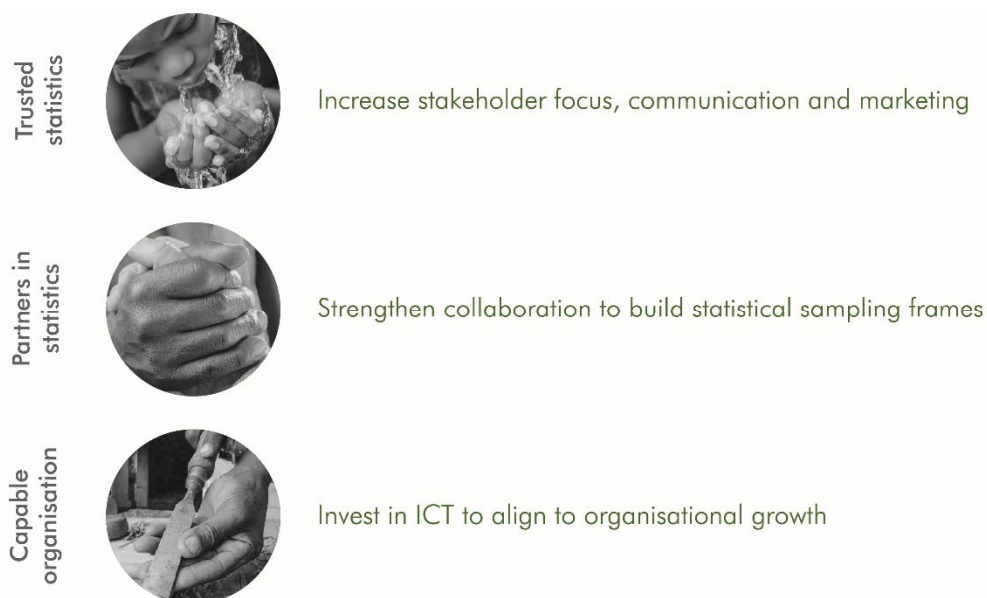 Trusted
statistics
Increase stakeholder focus, communication and marketing
Partners in
statistics
Strengthen collaboration to build statistical sampling frames
Capable
organisation
Invest in ICT to align to organisational growth